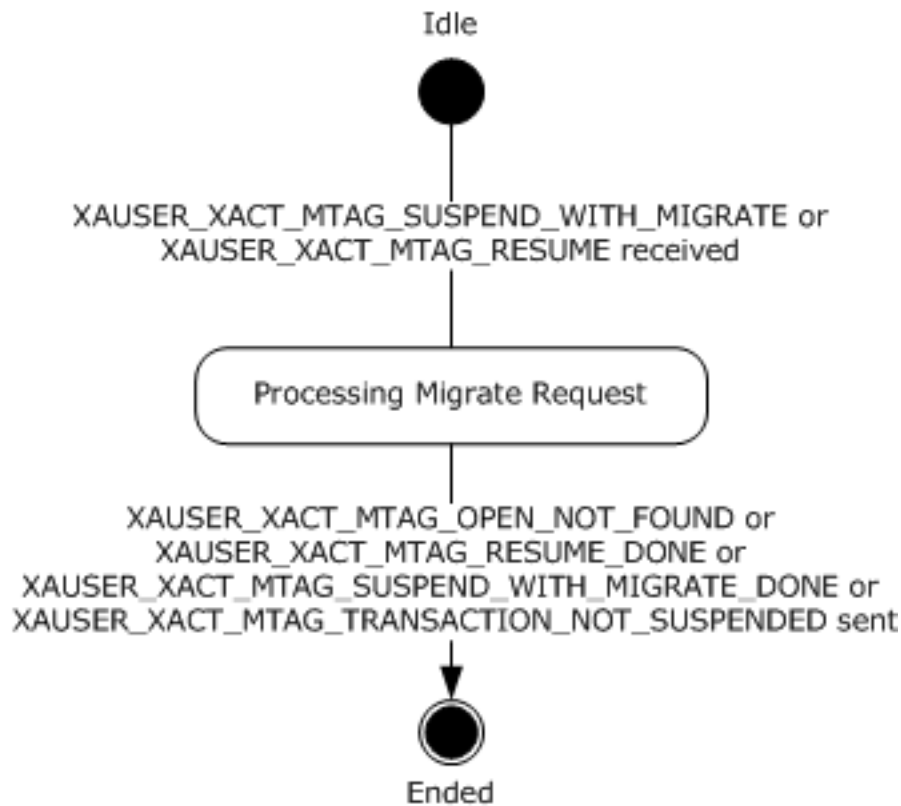 Idle
XAUSER_XACT_MTAG_SUSPEND_WITH_MIGRATE or
XAUSER_XACT_MTAG_RESUME received
Processing Migrate Request
XAUSER_XACT_MTAG_OPEN_NOT_FOUND or
XAUSER_XACT_MTAG_RESUME_DONE or
XAUSER_XACT_MTAG_SUSPEND_WITH_MIGRATE_DONE or
XAUSER_XACT_MTAG_TRANSACTION_NOT_SUSPENDED sent
Ended